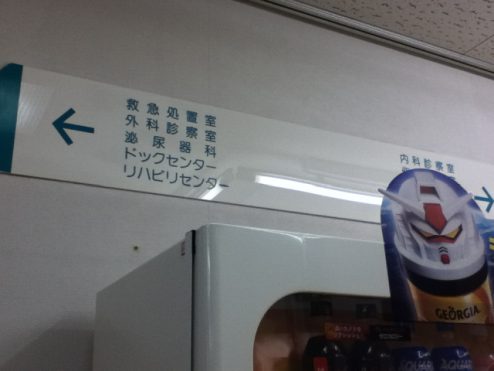 救急処置室
外科診察室
泌尿器科
ドックセンター
リハビリセンター
内科診察室
GEORGIA